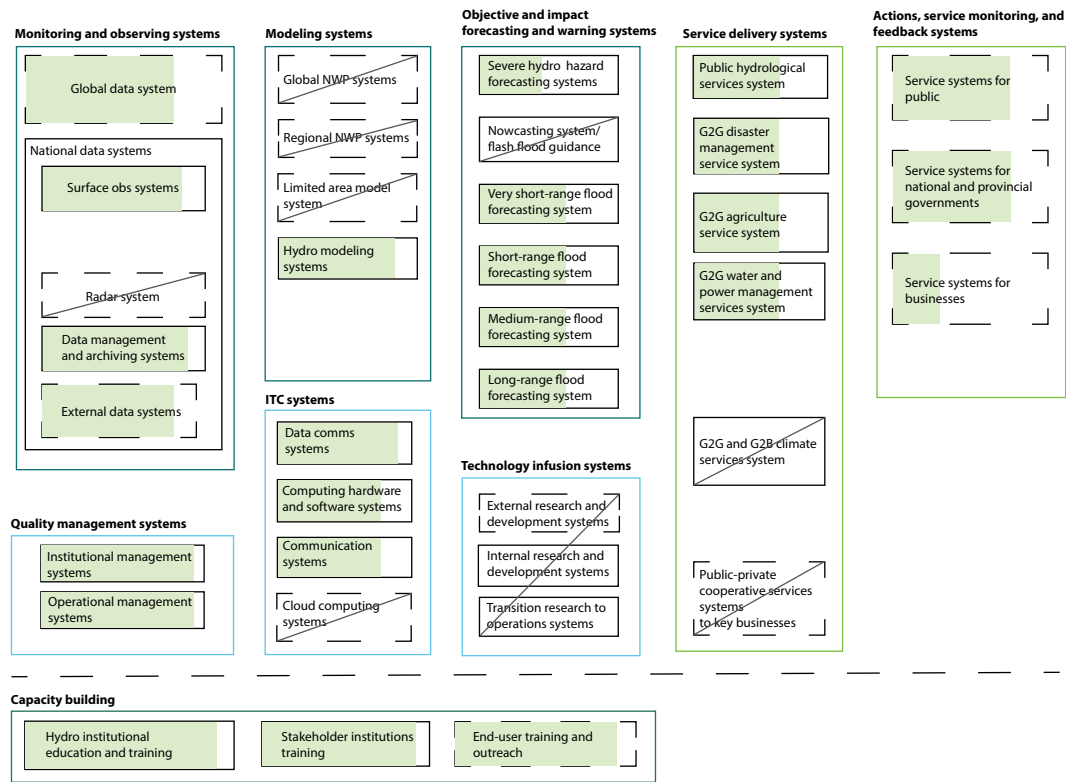 Monitoring and observing systems
Global data system
National data systems
Surface obs systems
Radar system
Data management
and archiving systems
External data systems
Quality management systems
Institutional management
systems
Operational management
systems
Modeling systems
Global NWP systems
Regional NWP systems
Limited area model
system
Hydro modeling
systems
ITC systems
Data comms
systems
Computing hardware
and software systems
Communication
systems
Cloud computing
systems
Objective and impact
forecasting and warning systems
Severe hydro hazard
forecasting systems
Nowcasting system/
flash flood guidance
Very short-range flood
forecasting system
Short-range flood
forecasting system
Medium-range flood
forecasting system
Long-range flood
forecasting system
Technology infusion systems
External research and
development systems
Internal research and
development systems
Transition research to
operations systems
Service delivery systems
Public hydrological
services system
G2G disaster
management
service system
G2G agriculture
service system
G2G water and
power management
services system
G2G and G2B climate
services system
Public-private
cooperative services
systems
to key businesses
Actions, service monitoring, and
feedback systems
Service systems for
public
Service systems for
national and provincial
governments
Service systems for
businesses
Capacity building
Hydro institutional
education and training
Stakeholder institutions
training
End-user training and
outreach